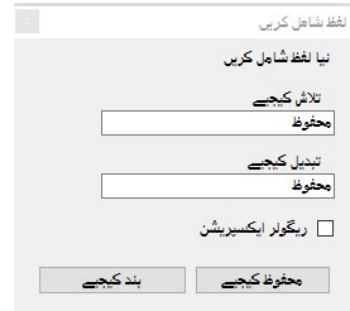 لفظ شامل کریں
نیا لفظ شامل کریں
تلاش کیجیے
محفوظ
تبدیل کیجیے
محفوظ
ریگولر ایکسپریشن
محفوظ کیجیے بند کیجیے